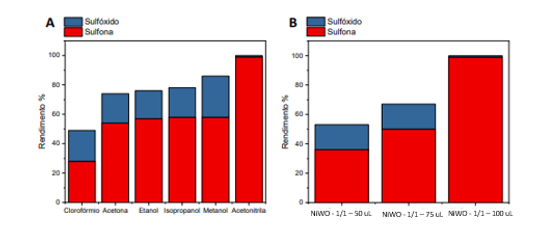 A
Sulfóxido
Sulfona
Rendimento %
100
80
60
40
20
0
Clorofórmio Acetona Etanol Isopropanol Metanol Acetonitrila
B
Sulfóxido
Sulfona
Rendimento %
100
80
60
40
20
0
NiWO - 1/1 – 50 uL NiWO - 1/1 – 75 uL NiWO - 1/1 – 100 uL